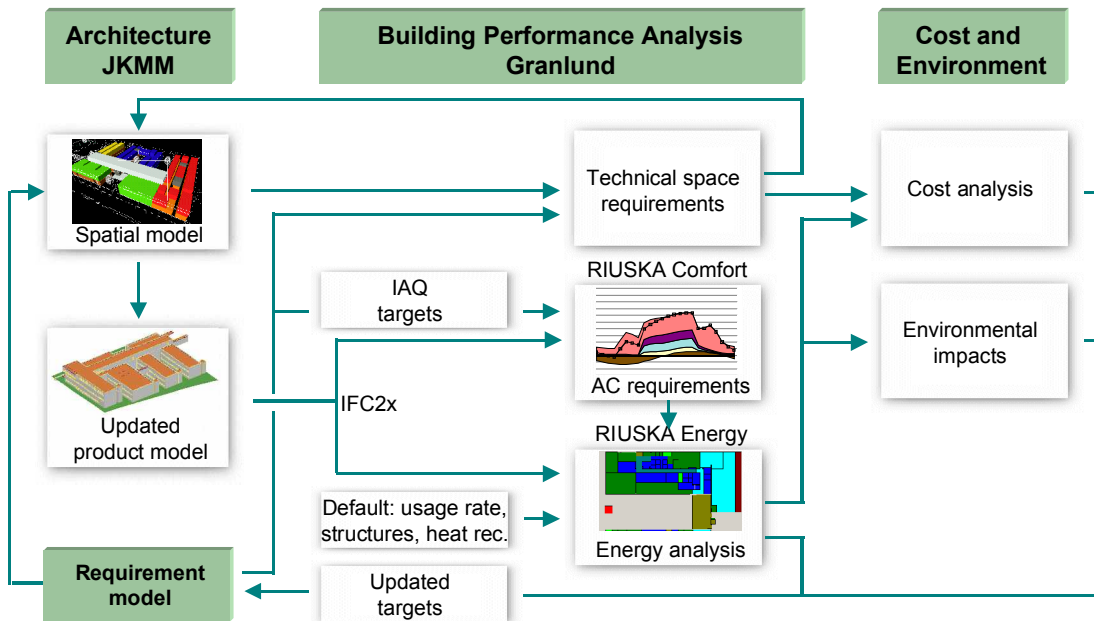 Architecture
JKMM
Building Performance Analysis
Granlund
Cost and
Environment
Spatial model
Technical space
requirements
Cost analysis
RIUSKA Comfort
IAQ
targets
AC requirements
Environmental
impacts
IFC2x
Updated
product model
RIUSKA Energy
Default: usage rate,
structures, heat rec.
Energy analysis
Requirement
model
Updated
targets